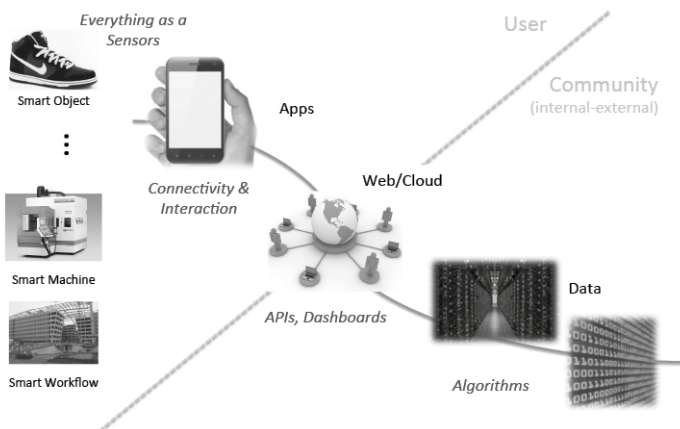 Everything as a
Sensors
User
Smart Object
Apps
Community
(internal-external)
Connectivity &
Interaction
Web/Cloud
Smart Machine
APIs, Dashboards
Data
Smart Workflow
Algorithms